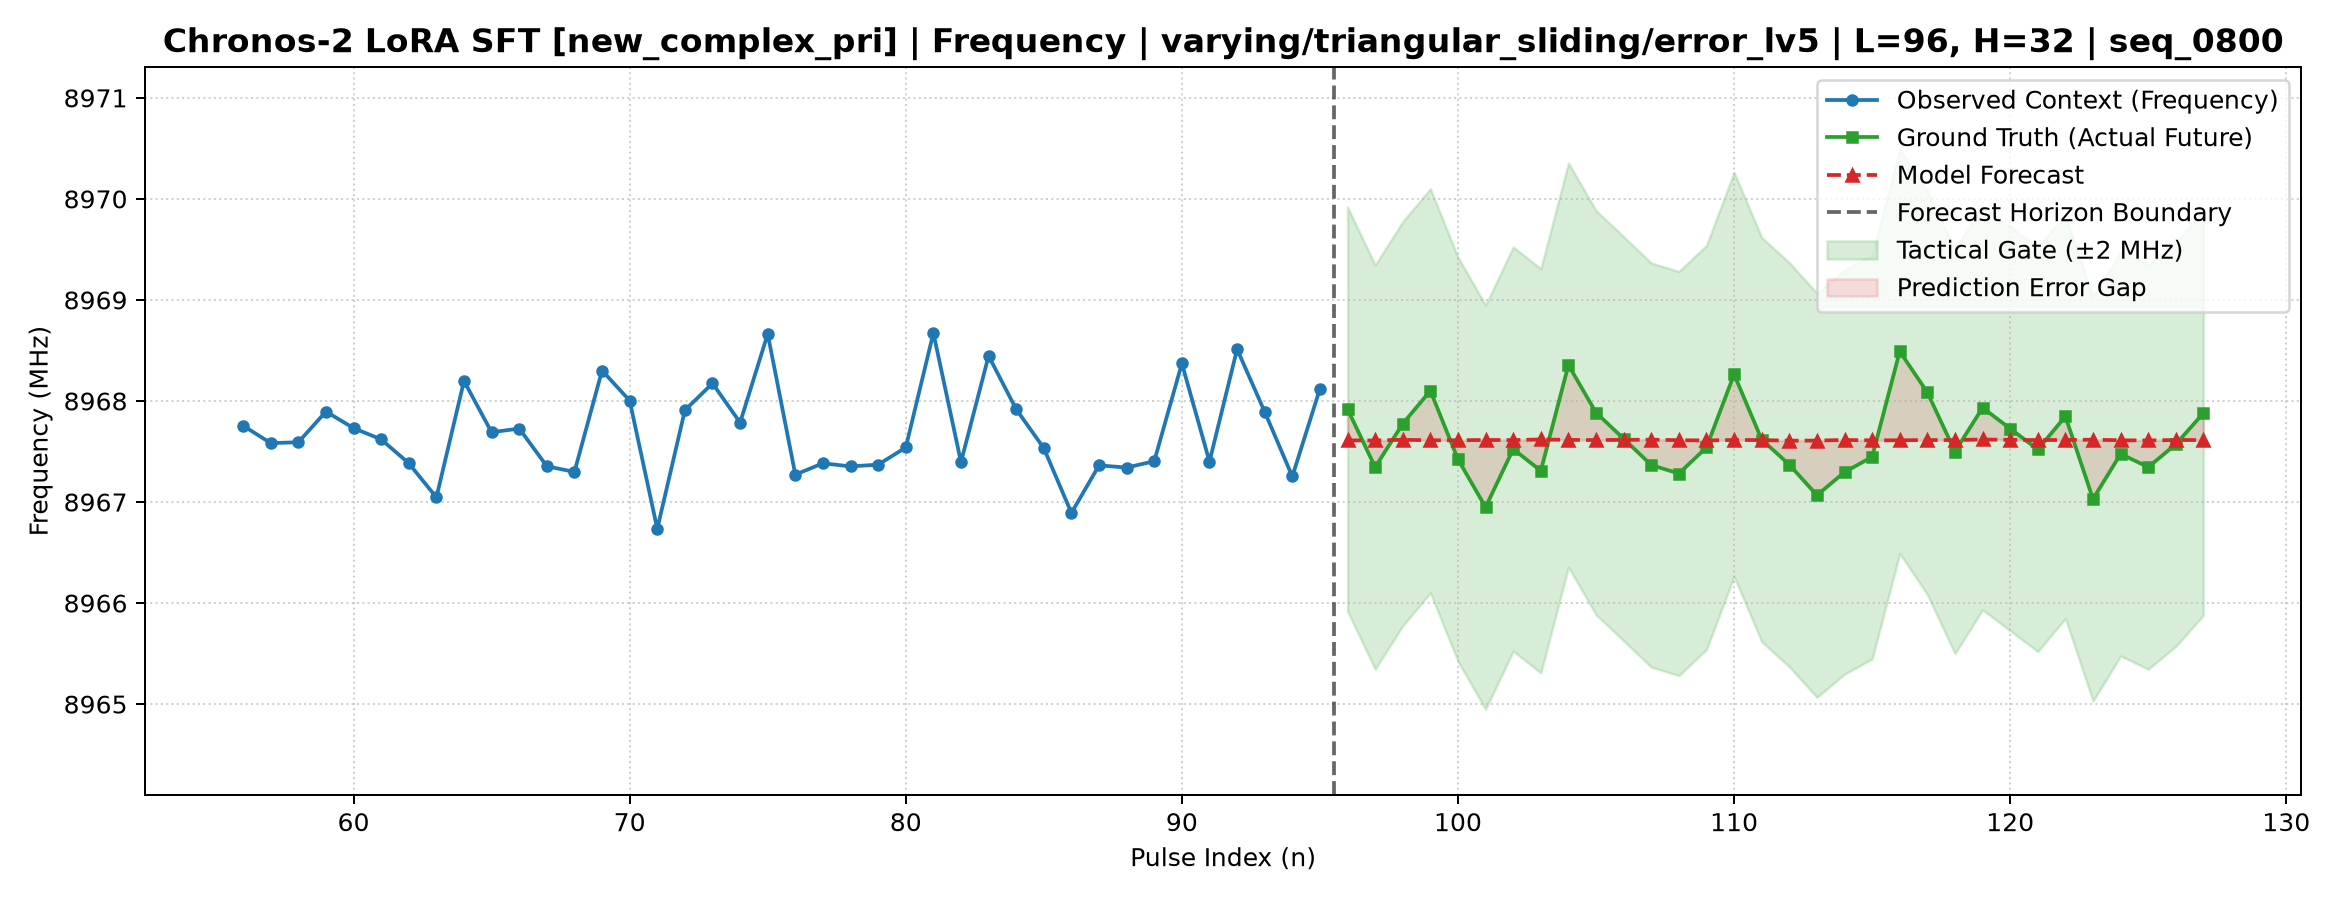 Chronos-2 LoRA SFT [new_complex_pri] | Frequency | varying/triangular_sliding/error_lv5 | L=96, H=32 | seq_0800
Frequency (MHz)
8971
8970
8969
8968
8967
8966
8965
Observed Context (Frequency)
Ground Truth (Actual Future)
Model Forecast
Forecast Horizon Boundary
Tactical Gate (±2 MHz)
Prediction Error Gap
60 70 80 90 100 110 120 130
Pulse Index (n)